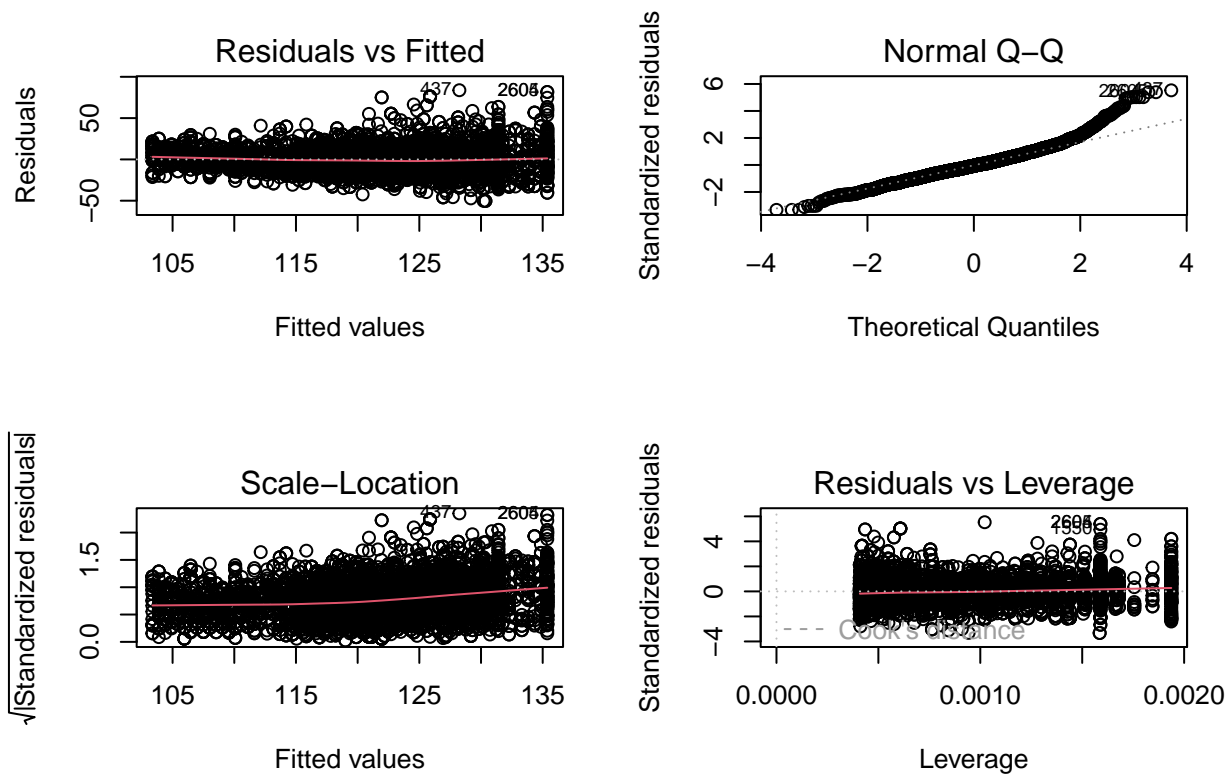 Residuals vs Fitted
Residuals
50
−50
437
105
115
125
135
Fitted values
Normal Q−Q
Standardized residuals
6
2
−2
−4
−2
0
2
4
Theoretical Quantiles
Scale−Location
√|Standardized residuals|
1.5
0.0
437
105
115
125
135
Fitted values
Residuals vs Leverage
Standardized residuals
4
0
−4
Cook's distance
0.0000
0.0010
0.0020
Leverage